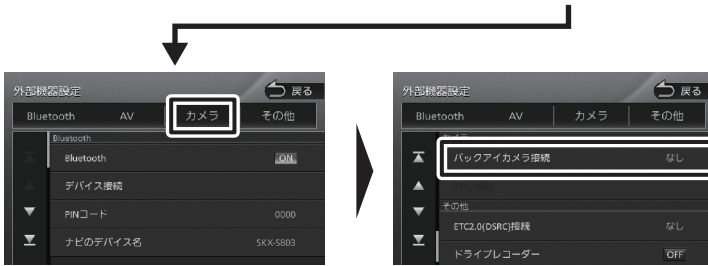 外部機器設定
戻る
Bluetooth
AV
カメラ
その他
Bluetooth
Bluetooth
ON
デバイス接続
PINコード
0000
ナビのデバイス名
SKX-S803
外部機器設定
戻る
Bluetooth
AV
カメラ
その他
カメラ
バックアイカメラ接続
なし
その他
ETC2.0(DSRC)接続
なし
ドライブレコーダー
OFF